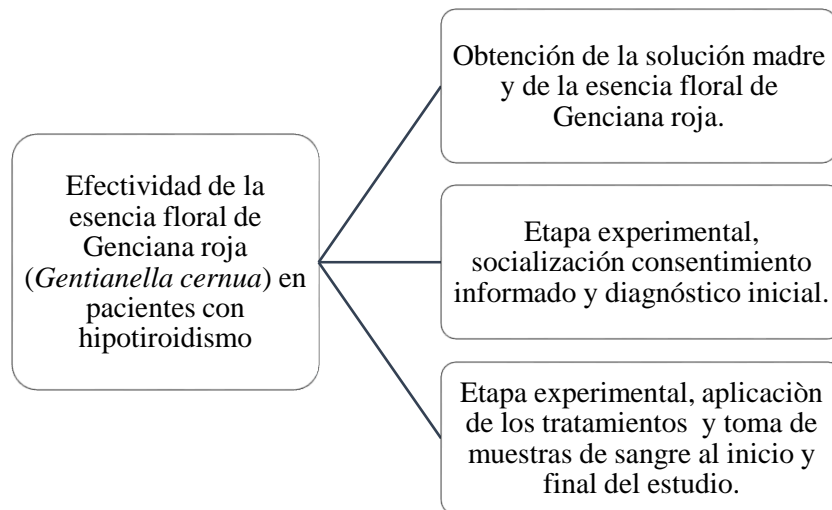 Efectividad de la
esencia floral de
Genciana roja
(Gentianella cernua) en
pacientes con
hipotiroidismo
Obtención de la solución madre
y de la esencia floral de
Genciana roja.
Etapa experimental,
socialización consentimiento
informado y diagnóstico inicial.
Etapa experimental, aplicaciòn
de los tratamientos y toma de
muestras de sangre al inicio y
final del estudio.